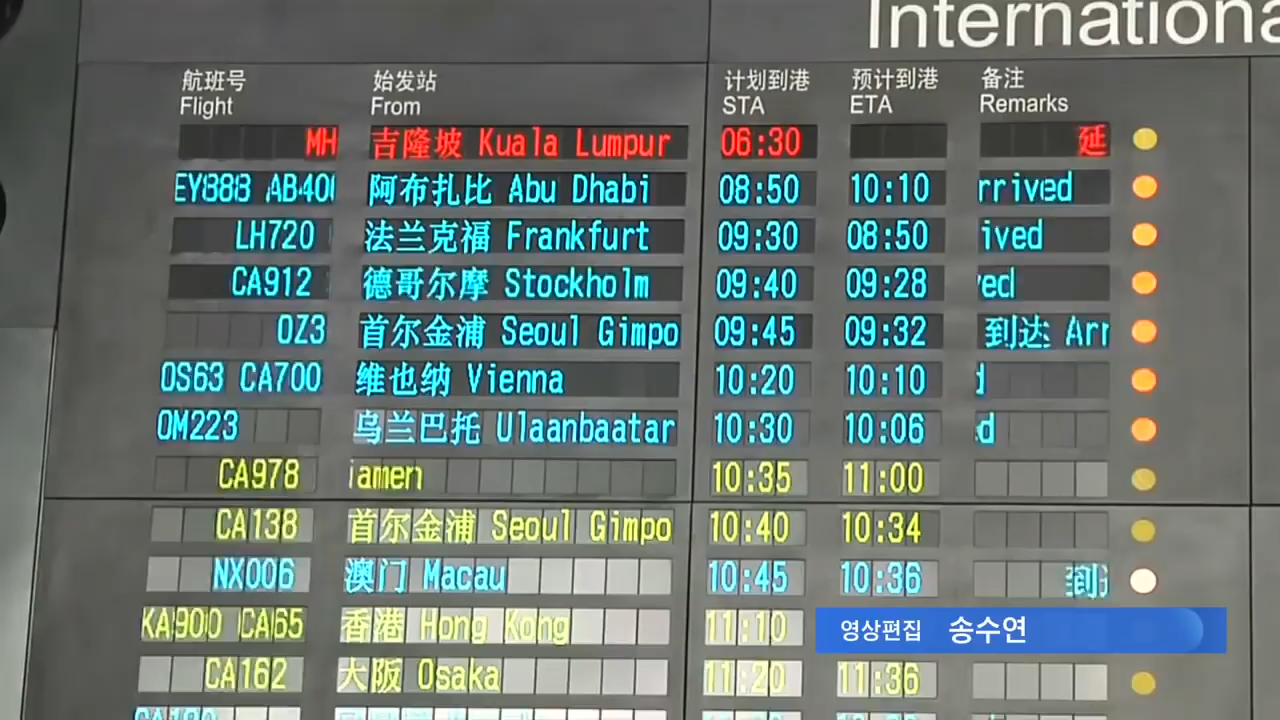 Internationa
航班号 始发站 计划到港 预计到港 备注
Flight From STA ETA Remarks
MH 吉隆坡 Kuala Lumpur 06:30 延
EY888 AB40 阿布扎比 Abu Dhabi 08:50 10:10 rrived
LH720 法兰克福 Frankfurt 09:30 08:50 ived
CA912 德哥尔摩 Stockholm 09:40 09:28 ved
OZ3 首尔金浦 Seoul Gimpo 09:45 09:32 到达 Arr
OS63 CA700 维也纳 Vienna 10:20 10:10 d
OM223 乌兰巴托 Ulaanbaatar 10:30 10:06 ed
CA978 iamen 10:35 11:00
CA138 首尔金浦 Seoul Gimpo 10:40 10:34
NX006 澳门 Macau 10:45 10:36 到
KA900 CA65 香港 Hong Kong 11:10
영상편집 송수연
CA162 大阪 Osaka 11:20 11:36